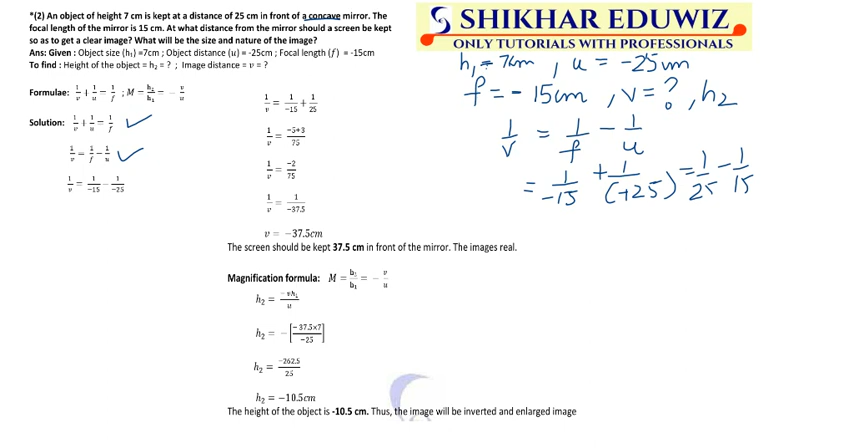 *(2) An object of height 7 cm is kept at a distance of 25 cm in front of a concave mirror. The
focal length of the mirror is 15 cm. At what distance from the mirror should a screen be kept
so as to get a clear image? What will be the size and nature of the image?
Ans: Given : Object size (h₁) =7cm ; Object distance (u) = -25cm ; Focal length (f) = -15cm
To find : Height of the object = h₂ = ? ; Image distance = v = ?
Formulae: 1/v + 1/u = 1/f ; M = h₂/h₁ = - v/u
Solution: 1/v + 1/u = 1/f ✓
1/v = 1/f - 1/u ✓
1/v = 1/-15 - 1/-25
1/v = 1/-15 + 1/25
1/v = -5+3/75
1/v = -2/75
1/v = 1/-37.5
v = -37.5cm
The screen should be kept 37.5 cm in front of the mirror. The images real.
Magnification formula: M = h₂/h₁ = - v/u
h₂ = -vh₁/u
h₂ = -[-37.5×7/-25]
h₂ = -262.5/25
h₂ = -10.5cm
The height of the object is -10.5 cm. Thus, the image will be inverted and enlarged image
SHIKHAR EDUWIZ
ONLY TUTORIALS WITH PROFESSIONALS
h₁ = 7cm , u = -25cm
f = -15cm , v = ? , h₂
1/v = 1/f - 1/u
= 1/-15 + 1/(+25) = 1/25 - 1/15